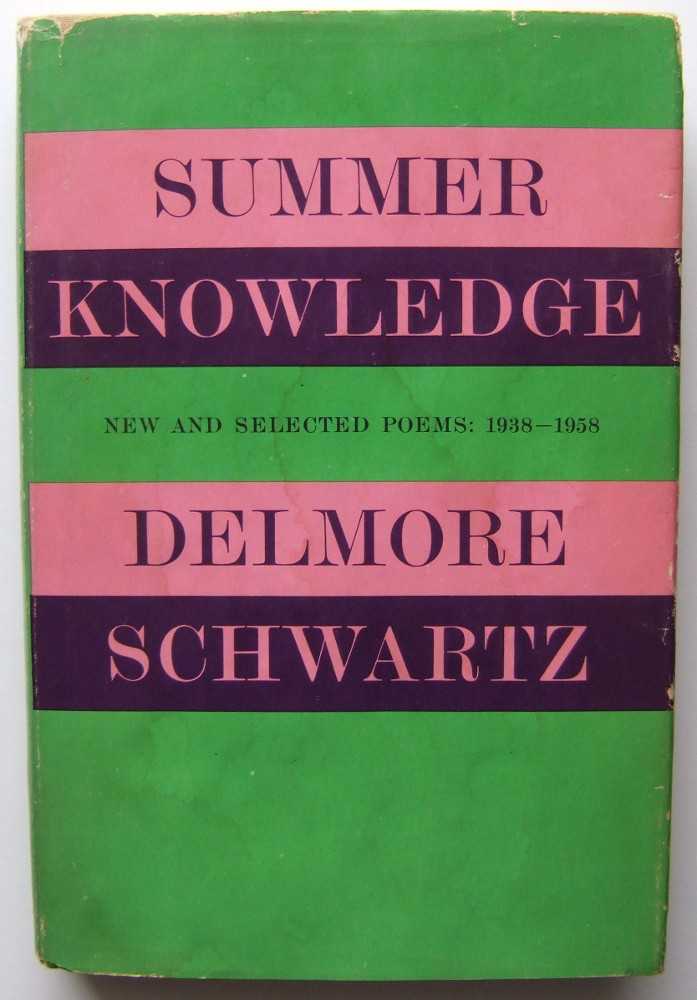 SUMMER
KNOWLEDGE
NEW AND SELECTED POEMS: 1938–1958
DELMORE
SCHWARTZ